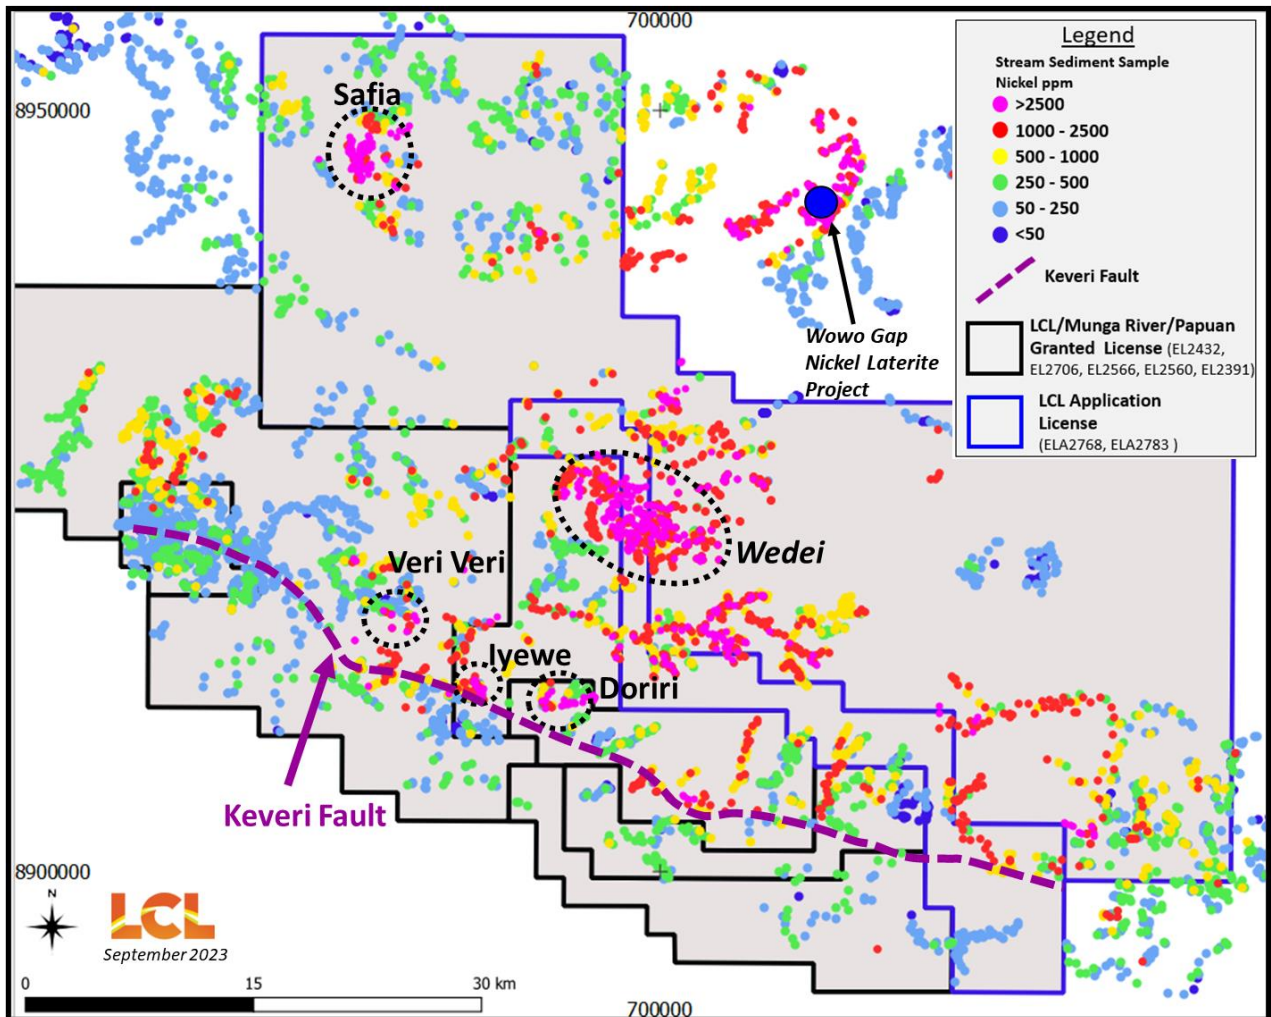 700000
8950000
Safia
Legend
Stream Sediment Sample
Nickel ppm
>2500
1000 - 2500
500 - 1000
250 - 500
50 - 250
<50
Keveri Fault
LCL/Munga River/Papuan
Granted License (EL2432,
EL2706, EL2566, EL2560, EL2391)
LCL Application
License
(ELA2768, ELA2783 )
Wowo Gap
Nickel Laterite
Project
Wedei
Veri Veri
Iyewe
Doriri
Keveri Fault
8900000
N
LCL
September 2023
0 15 30 km
700000